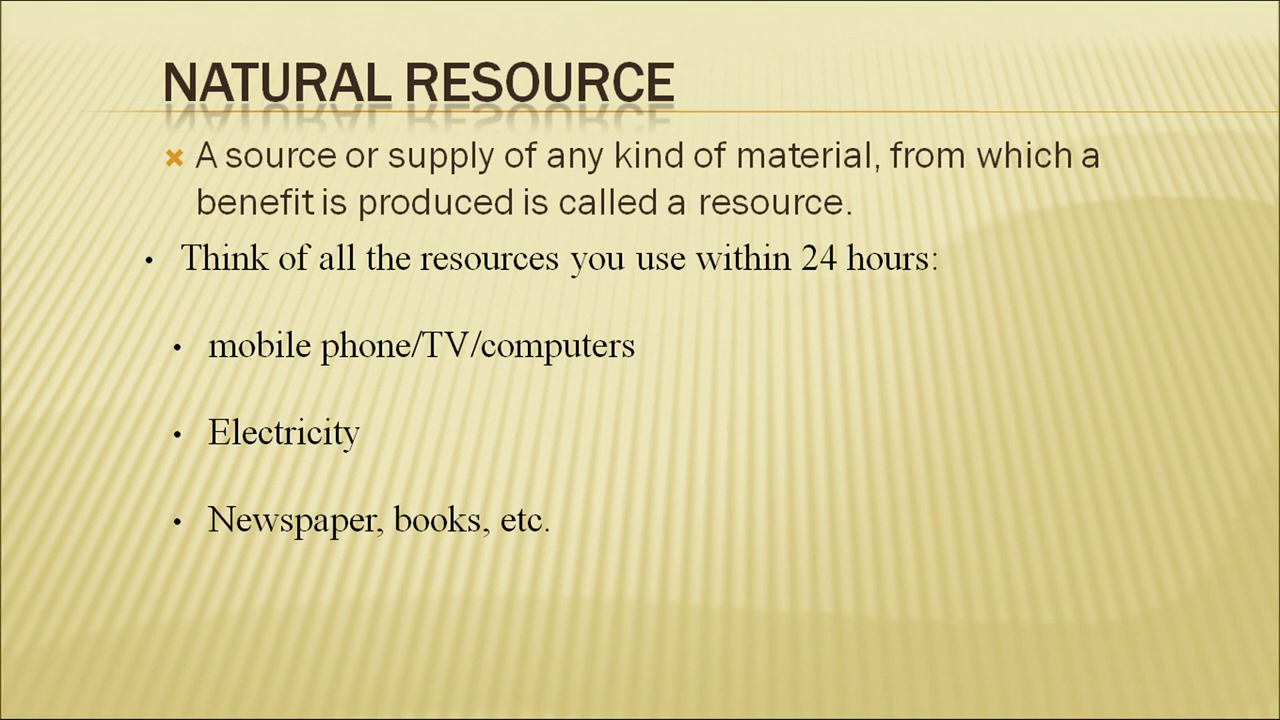 NATURAL RESOURCE
A source or supply of any kind of material, from which a
benefit is produced is called a resource.
• Think of all the resources you use within 24 hours:
• mobile phone/TV/computers
• Electricity
• Newspaper, books, etc.